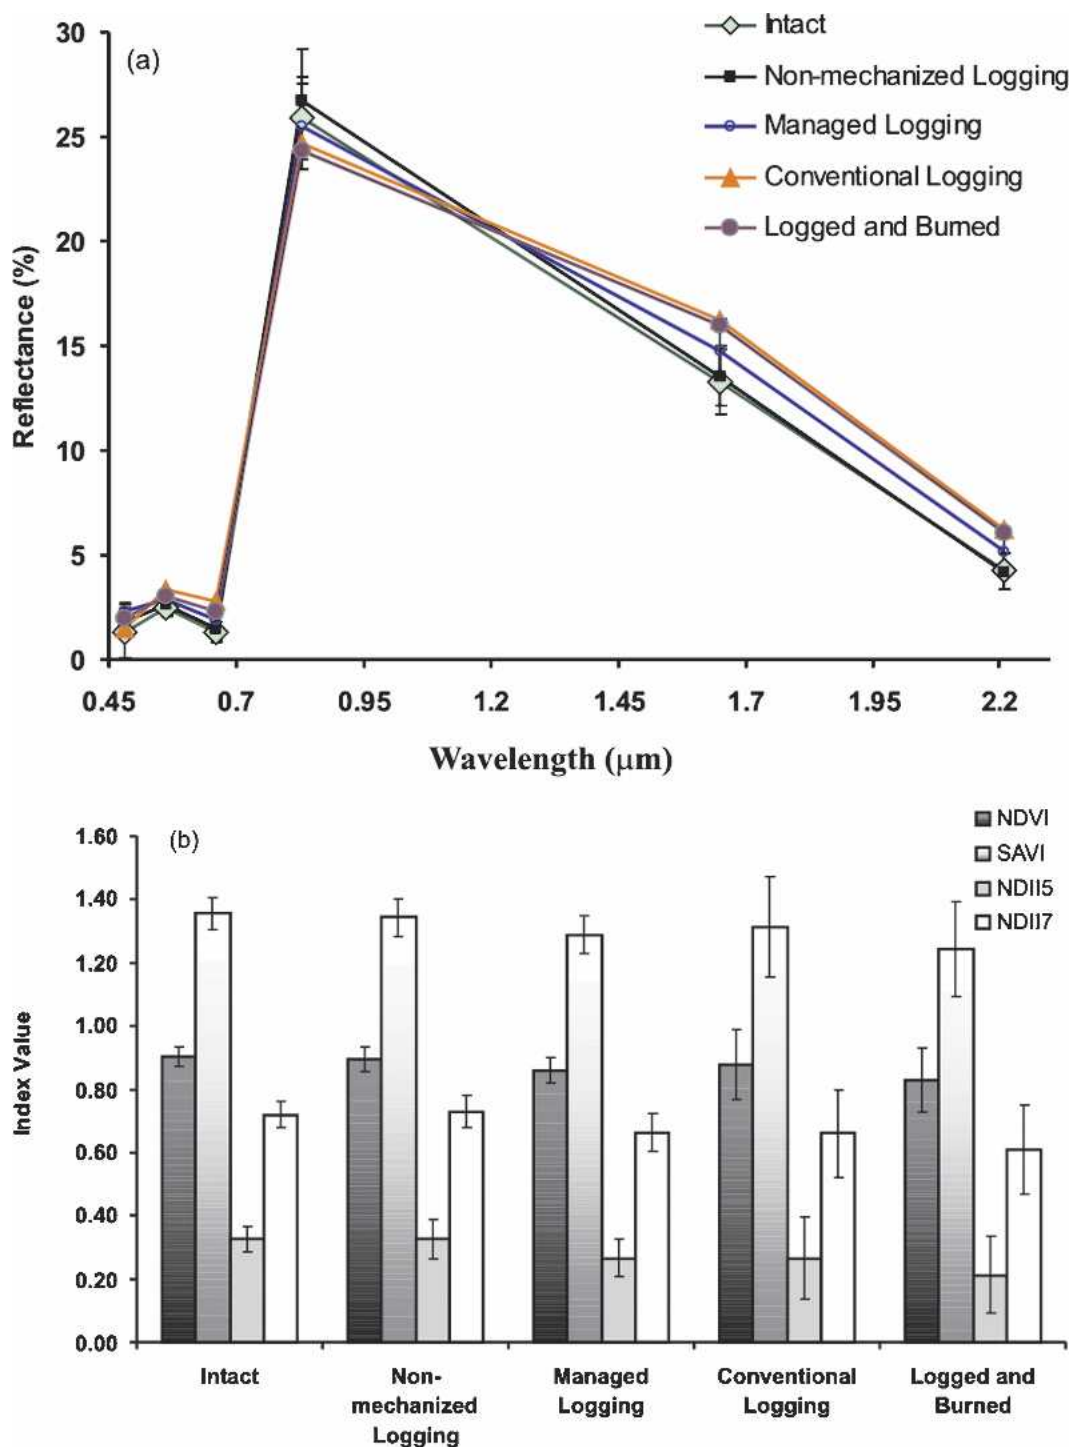 30
(a)
25
20
15
10
5
0
Reflectance (%)
Intact
Non-mechanized Logging
Managed Logging
Conventional Logging
Logged and Burned
0.45 0.7 0.95 1.2 1.45 1.7 1.95 2.2
Wavelength (μm)
(b)
1.60
1.40
1.20
1.00
0.80
0.60
0.40
0.20
0.00
Index Value
NDVI
SAVI
NDII5
NDII7
Intact
Non-
mechanized
Logging
Managed
Logging
Conventional
Logging
Logged and
Burned